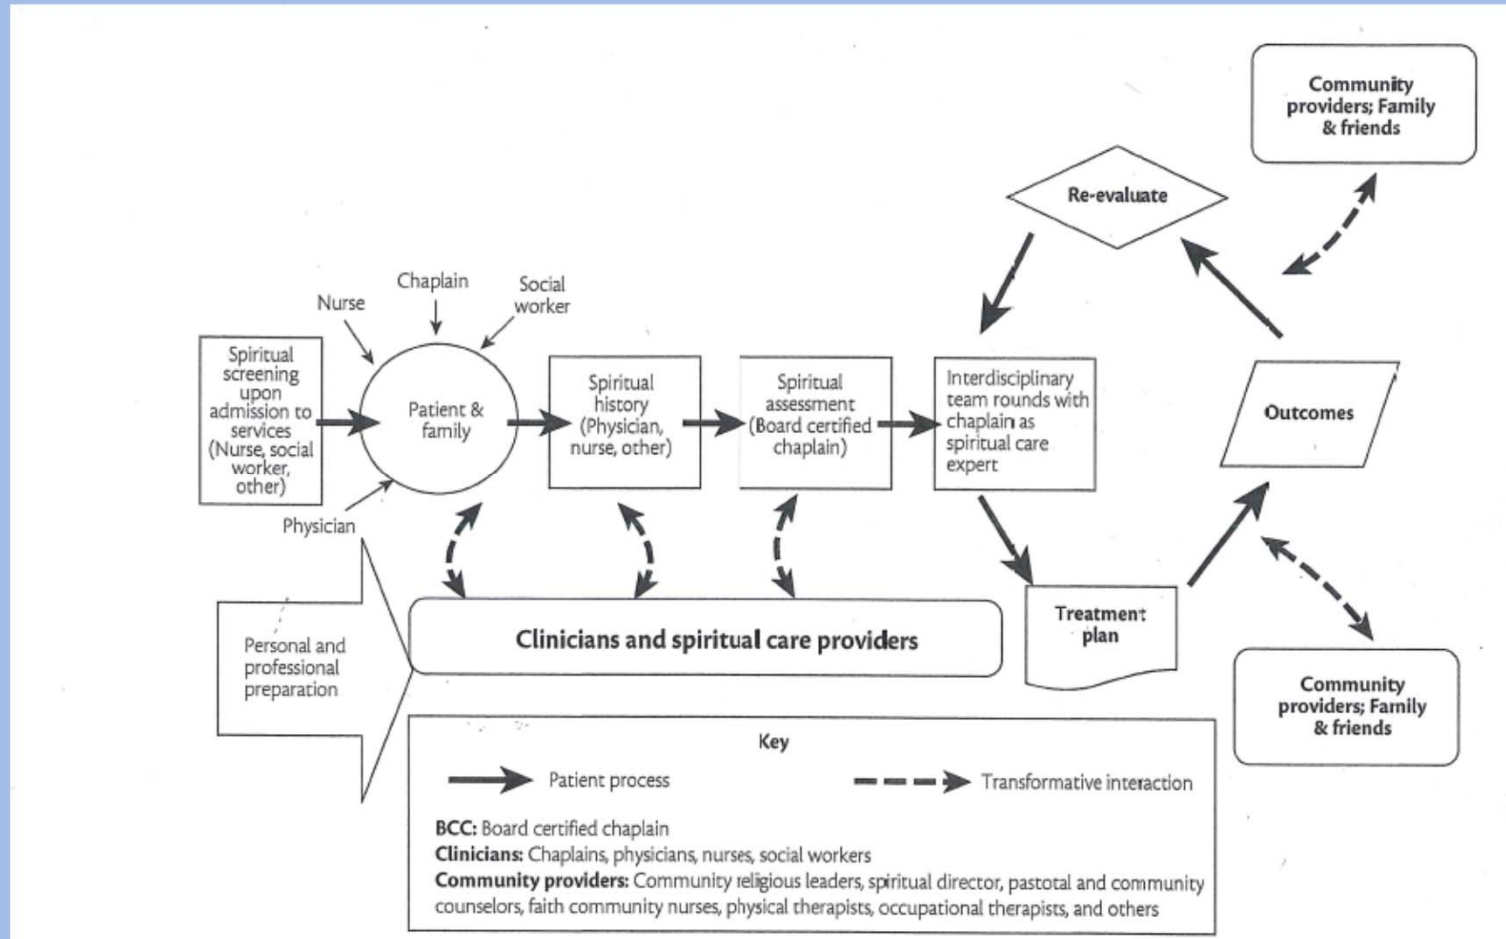 Community
providers; Family
& friends
Re-evaluate
Chaplain
Social
worker
Nurse
Spiritual
screening
upon
admission to
services
(Nurse, social
worker,
other)
Patient &
family
Spiritual
history
(Physician,
nurse, other)
Spiritual
assessment
(Board certified
chaplain)
Interdisciplinary
team rounds with
chaplain as
spiritual care
expert
Outcomes
Physician
Personal and
professional
preparation
Clinicians and spiritual care providers
Treatment
plan
Community
providers; Family
& friends
Key
Patient process
Transformative interaction
BCC: Board certified chaplain
Clinicians: Chaplains, physicians, nurses, social workers
Community providers: Community religious leaders, spiritual director, pastotal and community
counselors, faith community nurses, physical therapists, occupational therapists, and others